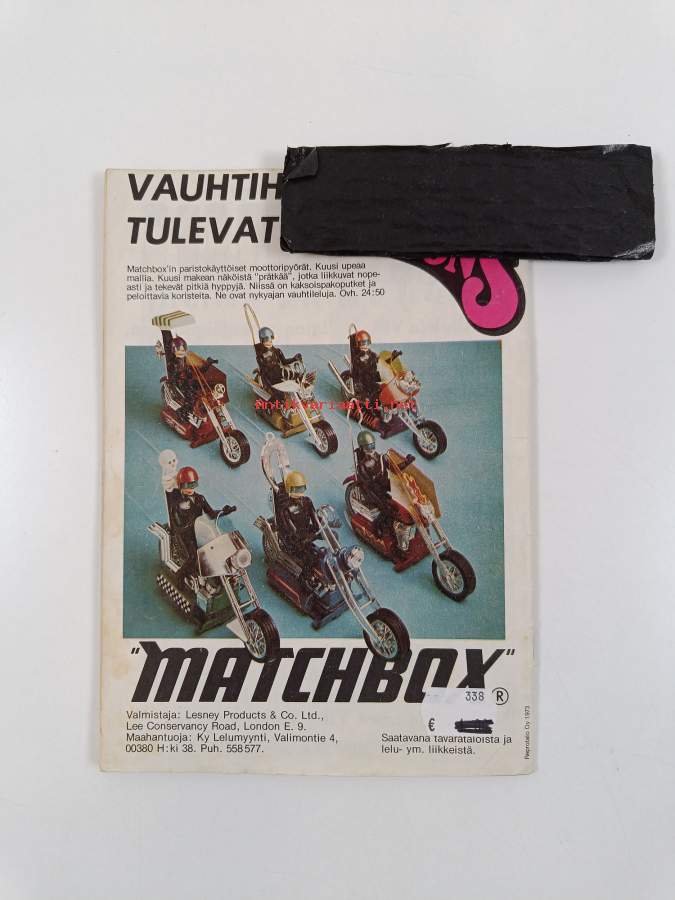 VAUHTIH
TULEVAT
Matchbox'in paristokäyttöiset moottoripyörät. Kuusi upeaa
mallia. Kuusi makean näköistä "prätkää", jotka liikkuvat nope-
asti ja tekevät pitkiä hyppyjä. Niissä on kaksoispakoputket ja
peloittavia koristeita. Ne ovat nykyajan vauhtileluja. Ovh. 24:50
antikvariaatti.net
"MATCHBOX"
338 ®
€
Valmistaja: Lesney Products & Co. Ltd.,
Lee Conservancy Road, London E. 9.
Maahantuoja: Ky Lelumyynti, Valimontie 4,
00380 H:ki 38. Puh. 558577.
Saatavana tavarataloista ja
lelu- ym. liikkeistä.
Reprotalo Oy 1973